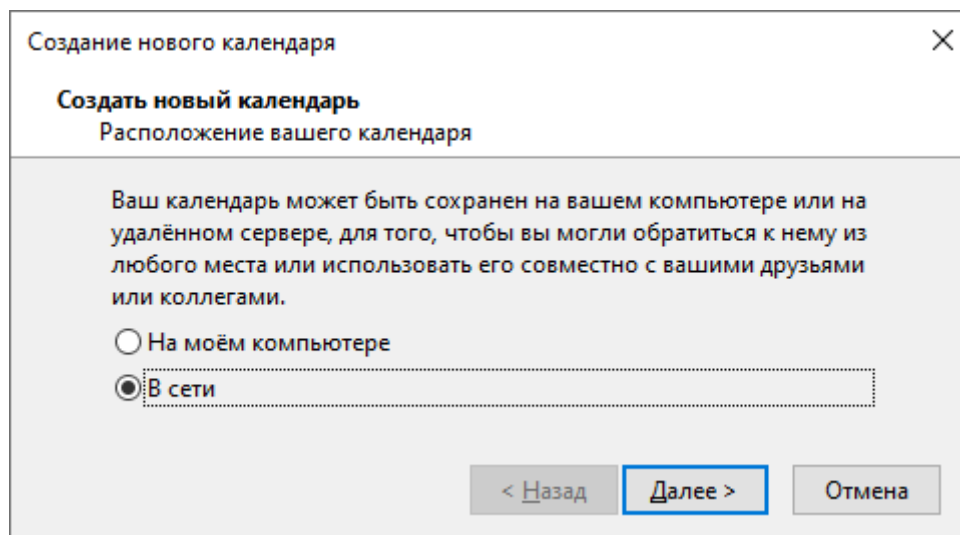 Создание нового календаря
Создать новый календарь
Расположение вашего календаря
Ваш календарь может быть сохранен на вашем компьютере или на
удалённом сервере, для того, чтобы вы могли обратиться к нему из
любого места или использовать его совместно с вашими друзьями
или коллегами.
На моём компьютере
В сети
< Назад Далее > Отмена